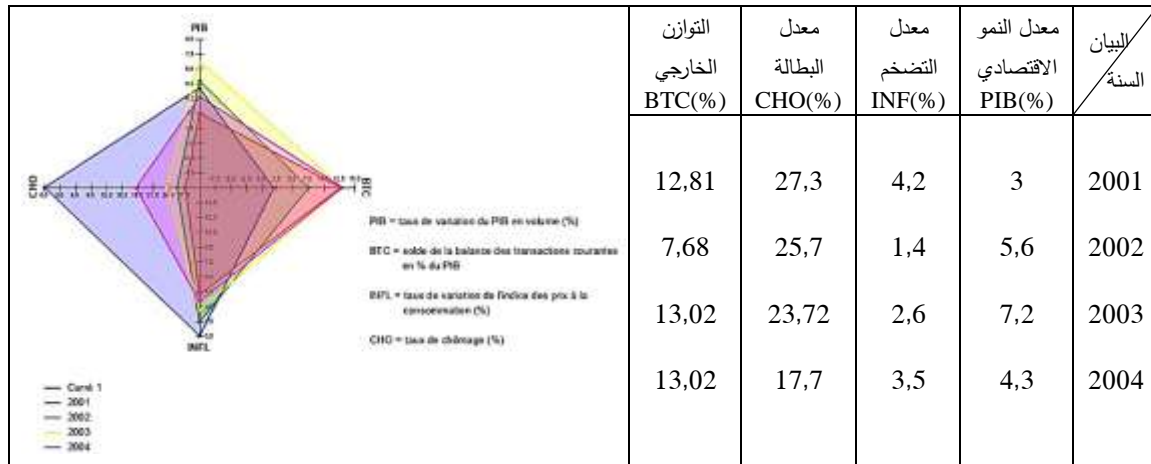 البيان
السنة
معدل النمو
الاقتصادي
PIB(%)
معدل
التضخم
INF(%)
معدل
البطالة
CHO(%)
التوازن
الخارجي
BTC(%)
2001 3 4,2 27,3 12,81
2002 5,6 1,4 25,7 7,68
2003 7,2 2,6 23,72 13,02
2004 4,3 3,5 17,7 13,02
PIB
CHO
BTC
INFL
PIB = taux de variation du PIB en volume (%)
BTC = solde de la balance des transactions courantes
en % du PIB
INFL = taux de variation de l'indice des prix à la
consommation (%)
CHO = taux de chômage (%)
Carré 1
2001
2002
2003
2004